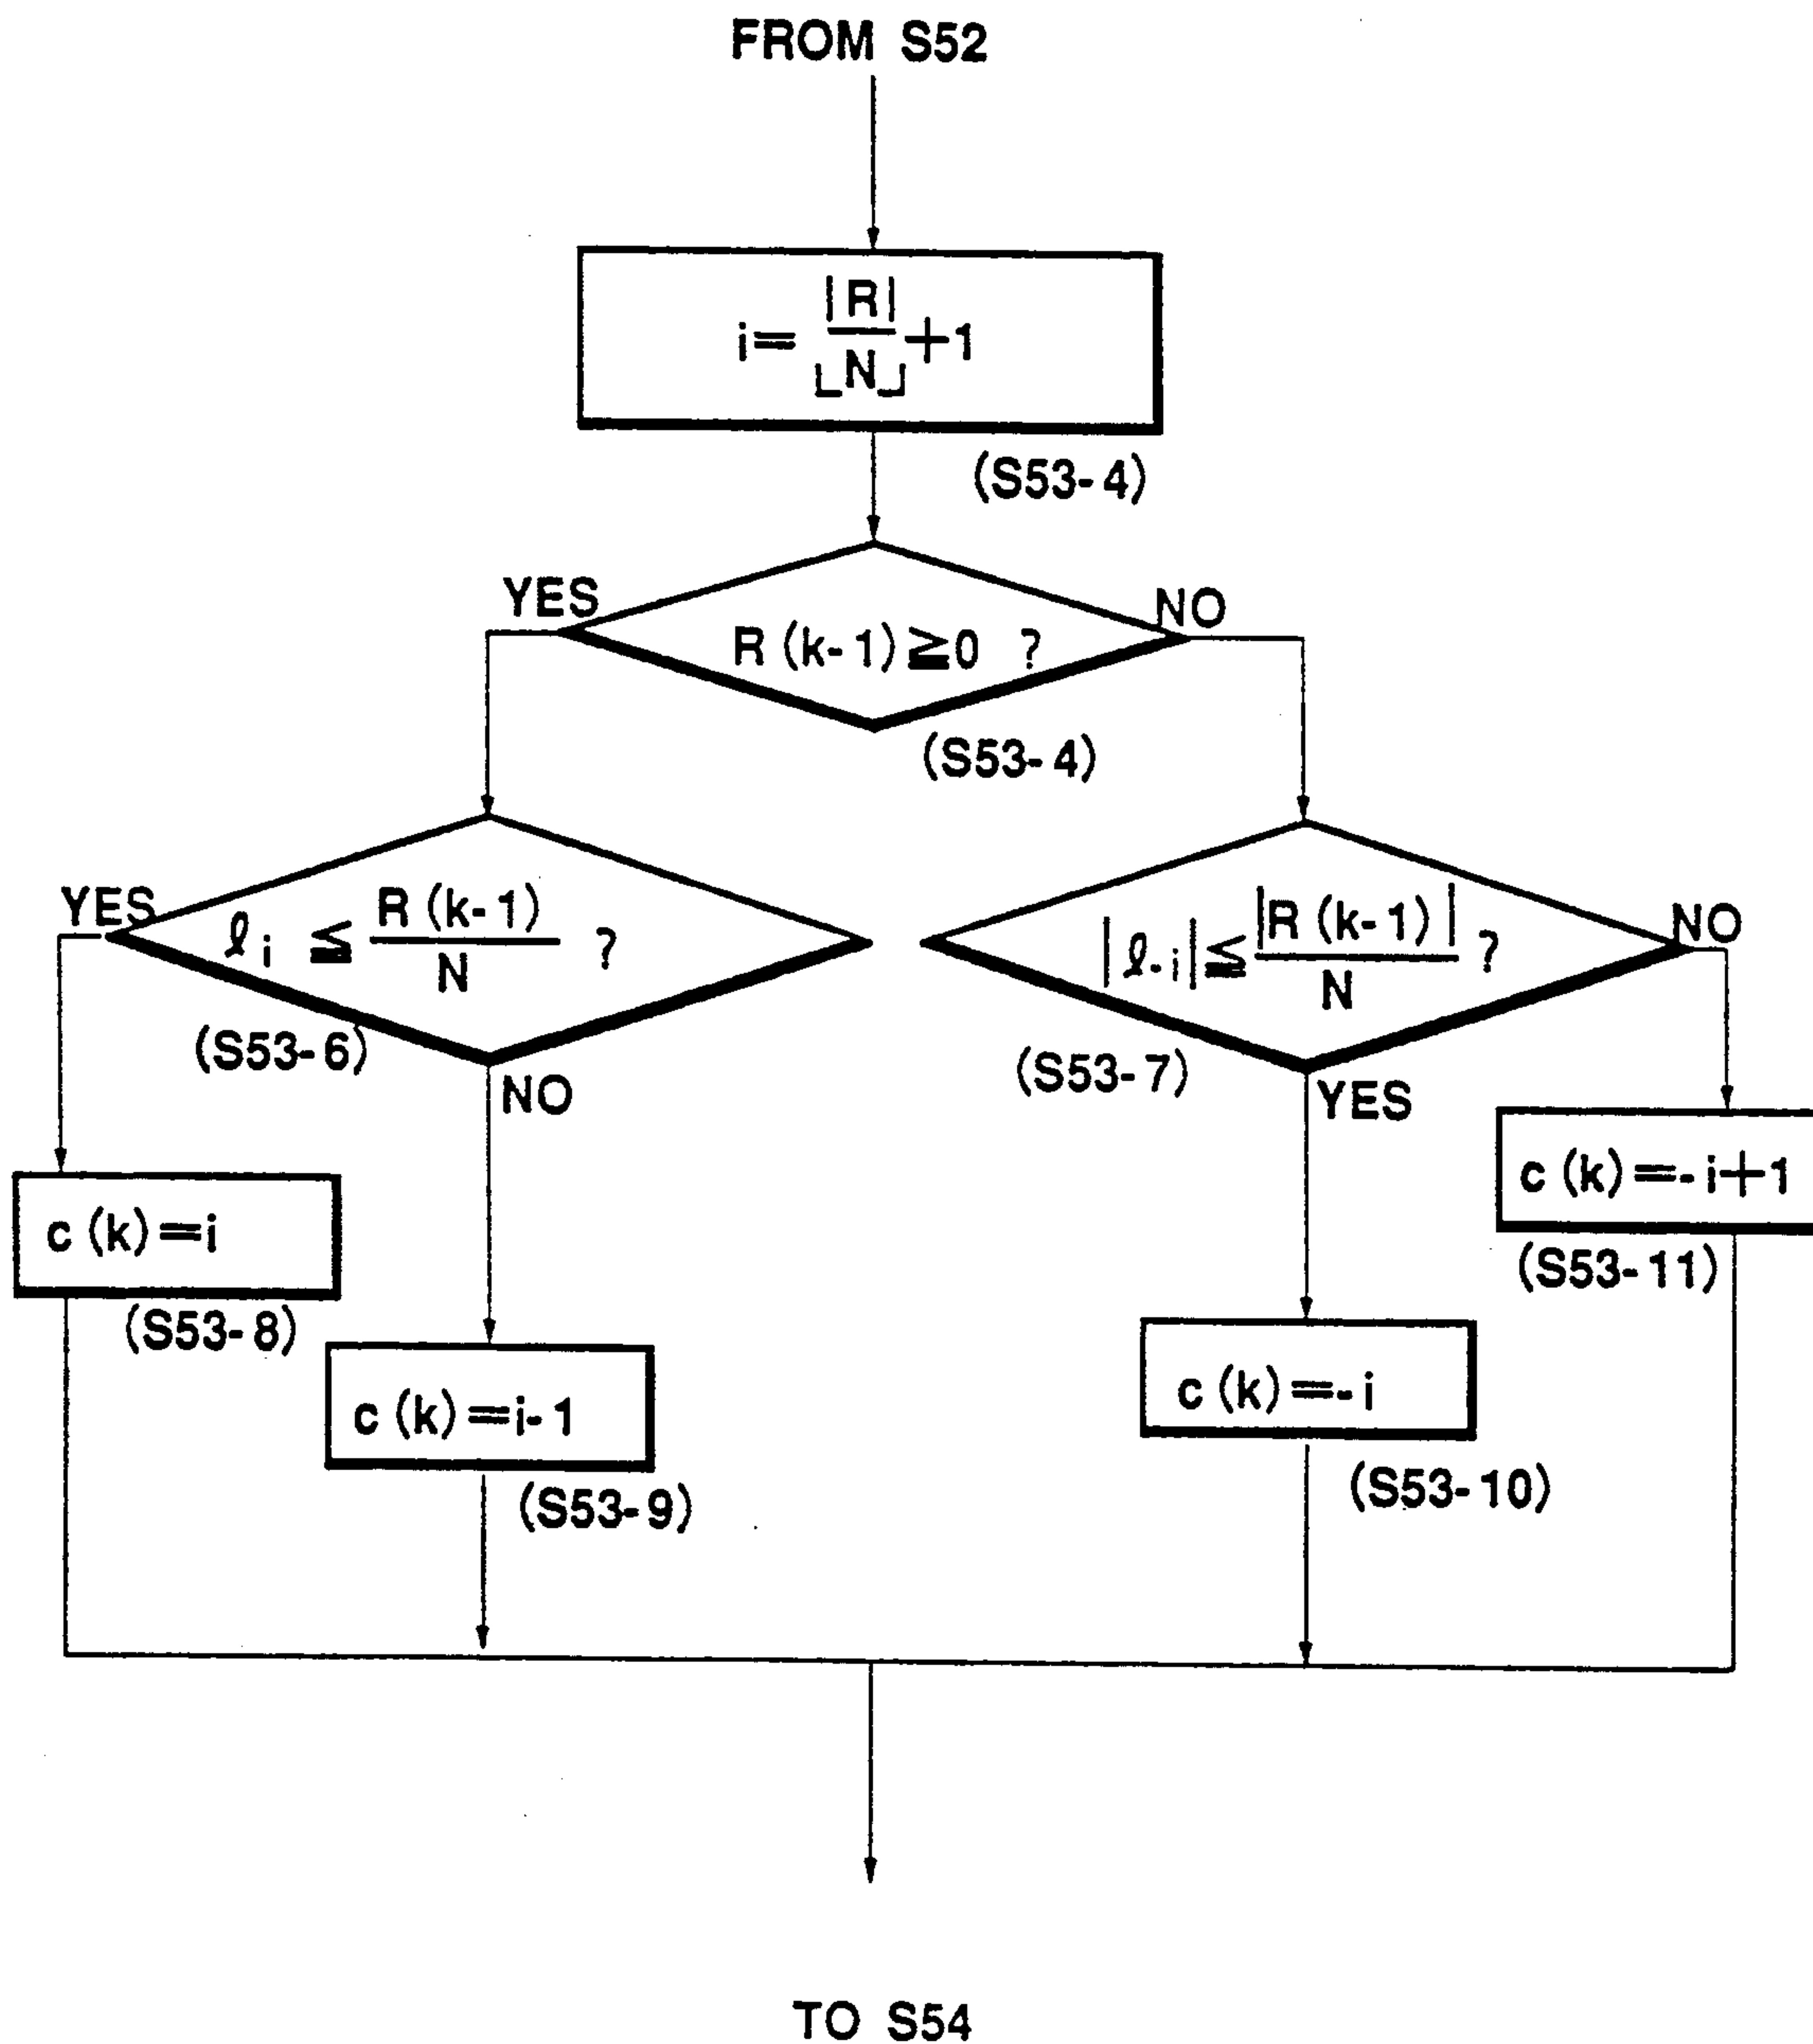 FROM S52
i= |R|/⌊N⌋ +1
(S53-4)
YES
NO
R (k-1) ≧0 ?
(S53-4)
YES
ℓi ≦ R (k-1)/N ?
(S53-6)
NO
|ℓ-i| ≦ |R (k-1)|/N ?
NO
(S53-7)
YES
c (k) =i
(S53-8)
c (k) =i-1
(S53-9)
c (k) =-i
(S53-10)
c (k) =-i+1
(S53-11)
TO S54